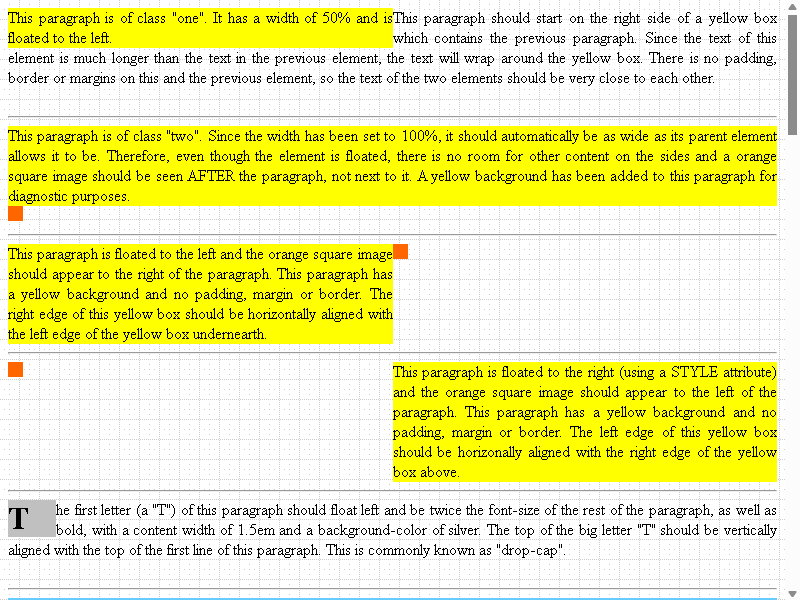 This paragraph is of class "one". It has a width of 50% and is
floated to the left.
This paragraph should start on the right side of a yellow box
which contains the previous paragraph. Since the text of this
element is much longer than the text in the previous element, the text will wrap around the yellow box. There is no padding,
border or margins on this and the previous element, so the text of the two elements should be very close to each other.
This paragraph is of class "two". Since the width has been set to 100%, it should automatically be as wide as its parent element
allows it to be. Therefore, even though the element is floated, there is no room for other content on the sides and a orange
square image should be seen AFTER the paragraph, not next to it. A yellow background has been added to this paragraph for
diagnostic purposes.
This paragraph is floated to the left and the orange square image
should appear to the right of the paragraph. This paragraph has
a yellow background and no padding, margin or border. The
right edge of this yellow box should be horizontally aligned with
the left edge of the yellow box undernearth.
This paragraph is floated to the right (using a STYLE attribute)
and the orange square image should appear to the left of the
paragraph. This paragraph has a yellow background and no
padding, margin or border. The left edge of this yellow box
should be horizonally aligned with the right edge of the yellow
box above.
The first letter (a "T") of this paragraph should float left and be twice the font-size of the rest of the paragraph, as well as
bold, with a content width of 1.5em and a background-color of silver. The top of the big letter "T" should be vertically
aligned with the top of the first line of this paragraph. This is commonly known as "drop-cap".